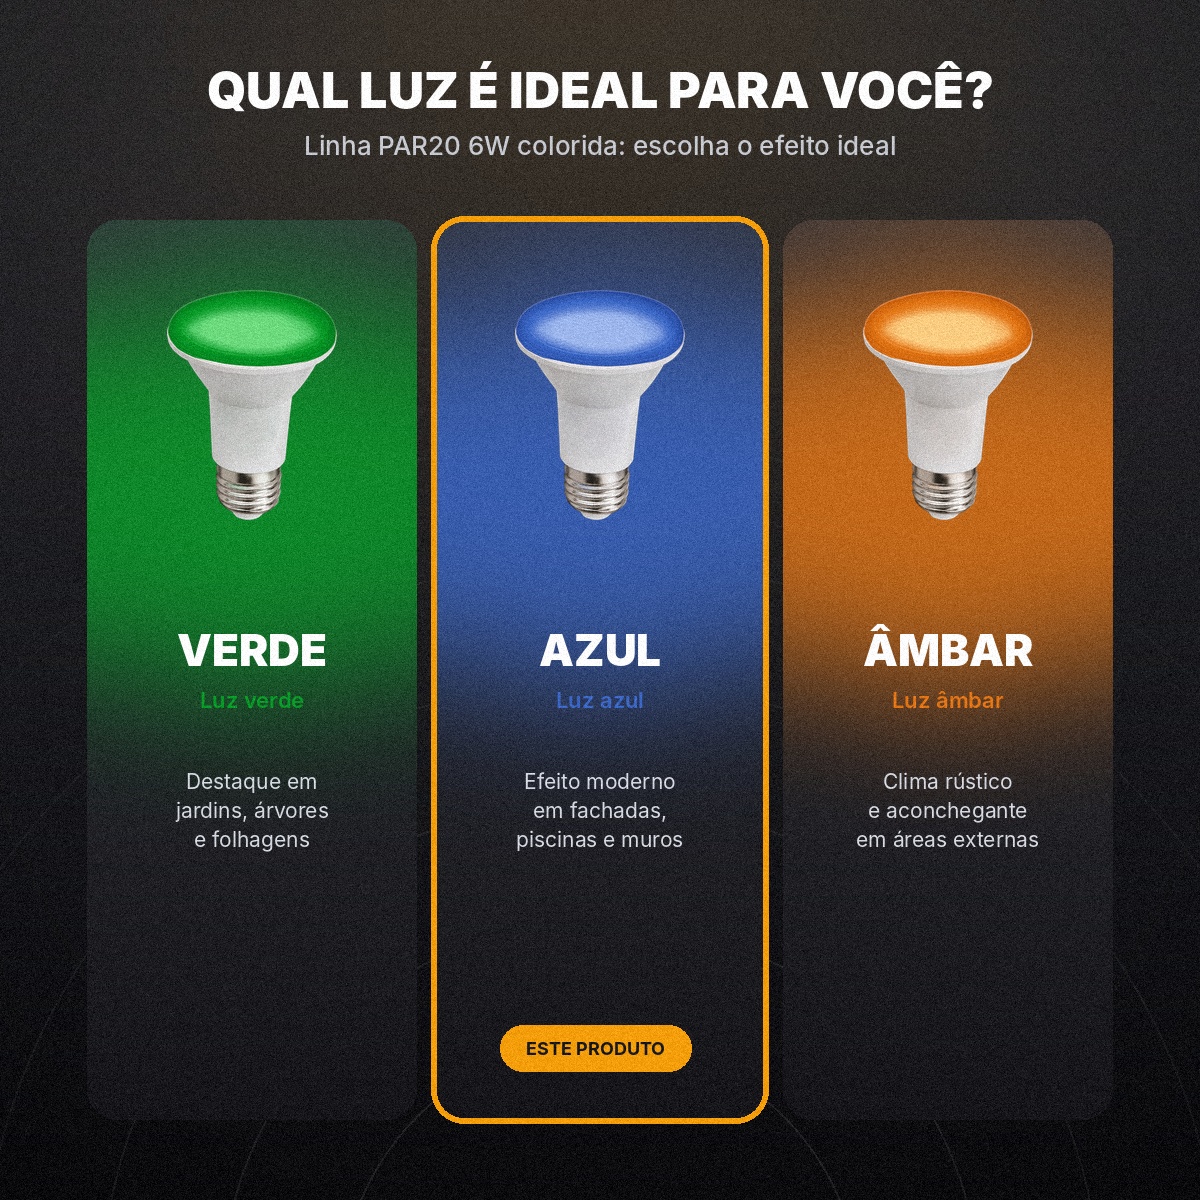 QUAL LUZ É IDEAL PARA VOCÊ?
Linha PAR20 6W colorida: escolha o efeito ideal
VERDE
Luz verde
Destaque em
jardins, árvores
e folhagens
AZUL
Luz azul
Efeito moderno
em fachadas,
piscinas e muros
ESTE PRODUTO
ÂMBAR
Luz âmbar
Clima rústico
e aconchegante
em áreas externas